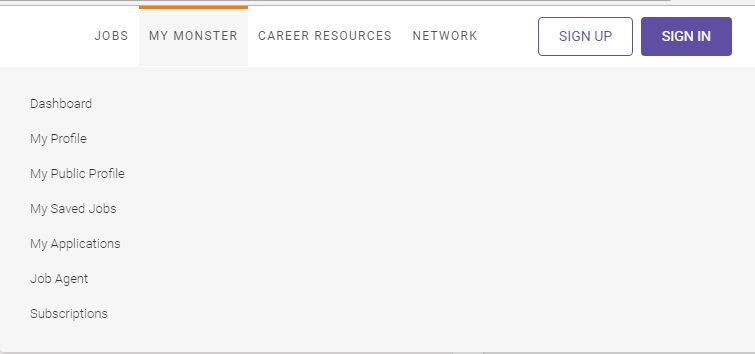 JOBS MY MONSTER CAREER RESOURCES NETWORK SIGN UP SIGN IN
Dashboard
My Profile
My Public Profile
My Saved Jobs
My Applications
Job Agent
Subscriptions